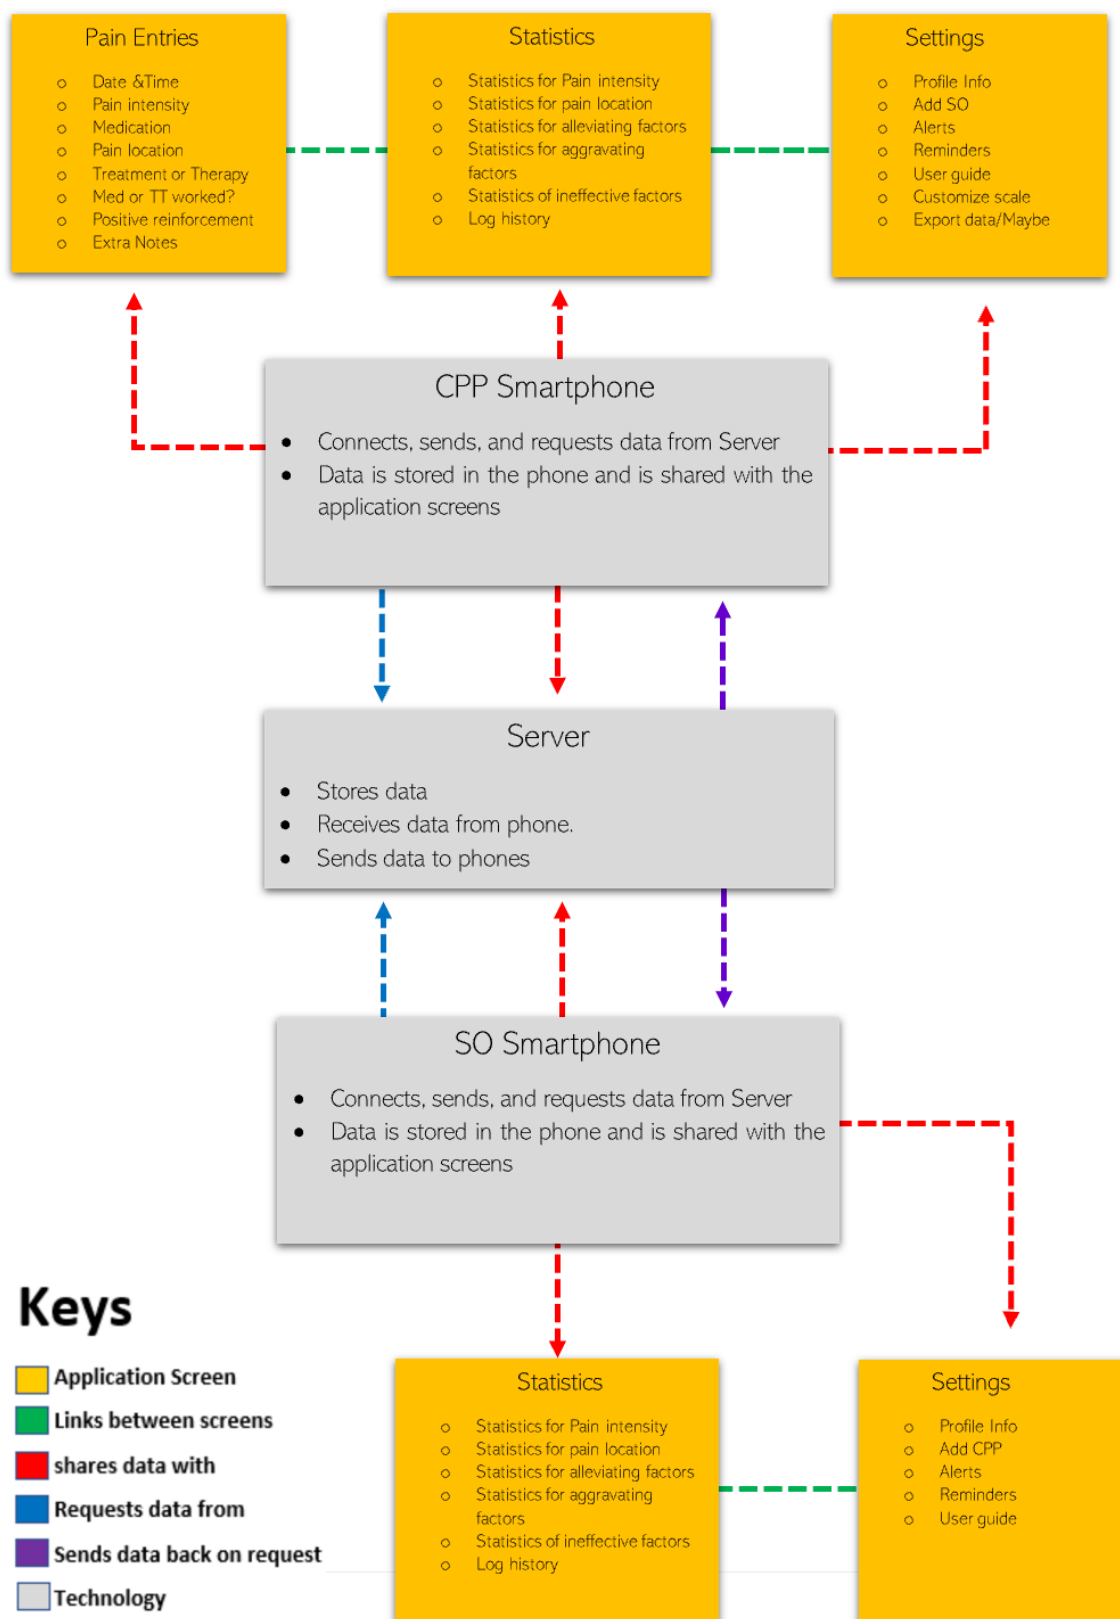 Pain Entries
o Date &Time
o Pain intensity
o Medication
o Pain location
o Treatment or Therapy
o Med or TT worked?
o Positive reinforcement
o Extra Notes
Statistics
o Statistics for Pain intensity
o Statistics for pain location
o Statistics for alleviating factors
o Statistics for aggravating
factors
o Statistics of ineffective factors
o Log history
Settings
o Profile Info
o Add SO
o Alerts
o Reminders
o User guide
o Customize scale
o Export data/Maybe
CPP Smartphone
• Connects, sends, and requests data from Server
• Data is stored in the phone and is shared with the
application screens
Server
• Stores data
• Receives data from phone.
• Sends data to phones
SO Smartphone
• Connects, sends, and requests data from Server
• Data is stored in the phone and is shared with the
application screens
Keys
Application Screen
Links between screens
shares data with
Requests data from
Sends data back on request
Technology
Statistics
o Statistics for Pain intensity
o Statistics for pain location
o Statistics for alleviating factors
o Statistics for aggravating
factors
o Statistics of ineffective factors
o Log history
Settings
o Profile Info
o Add CPP
o Alerts
o Reminders
o User guide